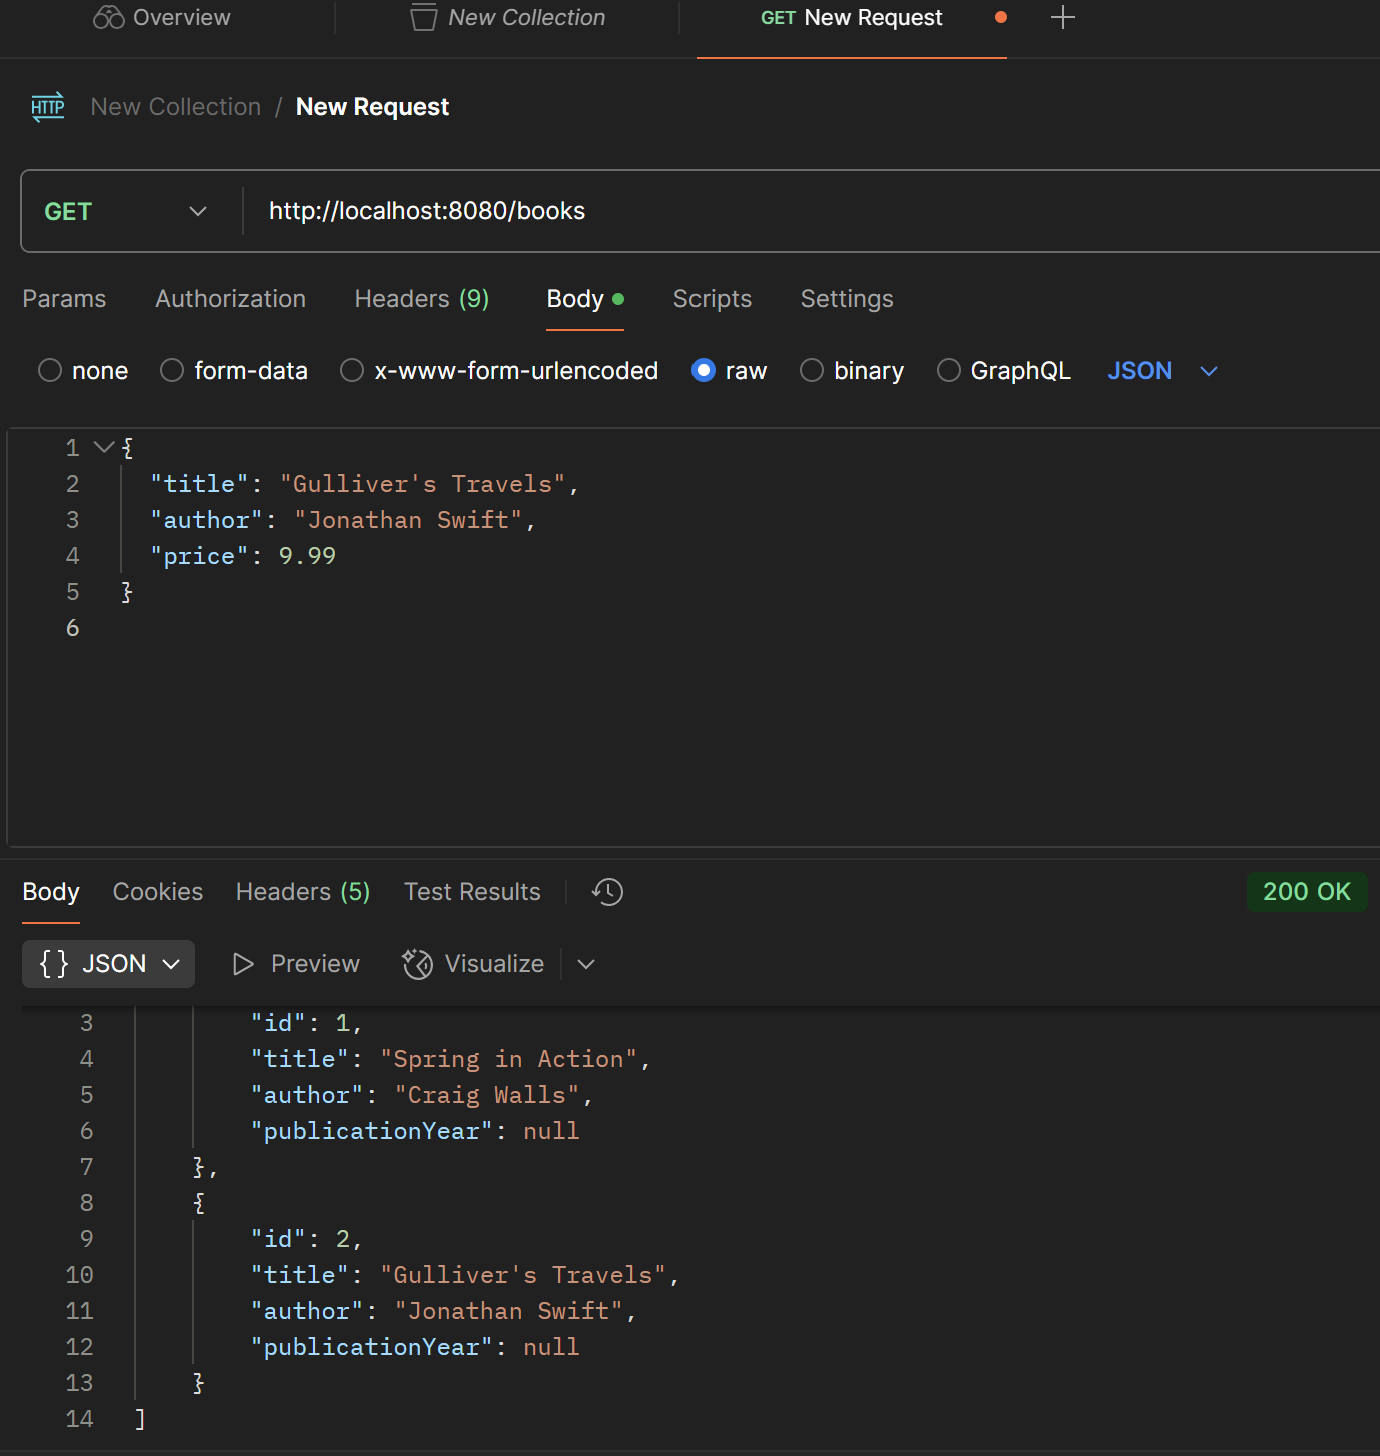 Overview New Collection GET New Request
HTTP New Collection / New Request
GET http://localhost:8080/books
Params Authorization Headers (9) Body Scripts Settings
none form-data x-www-form-urlencoded raw binary GraphQL JSON
1 {
2 "title": "Gulliver's Travels",
3 "author": "Jonathan Swift",
4 "price": 9.99
5 }
6
Body Cookies Headers (5) Test Results 200 OK
{} JSON Preview Visualize
3 "id": 1,
4 "title": "Spring in Action",
5 "author": "Craig Walls",
6 "publicationYear": null
7 },
8 {
9 "id": 2,
10 "title": "Gulliver's Travels",
11 "author": "Jonathan Swift",
12 "publicationYear": null
13 }
14 ]